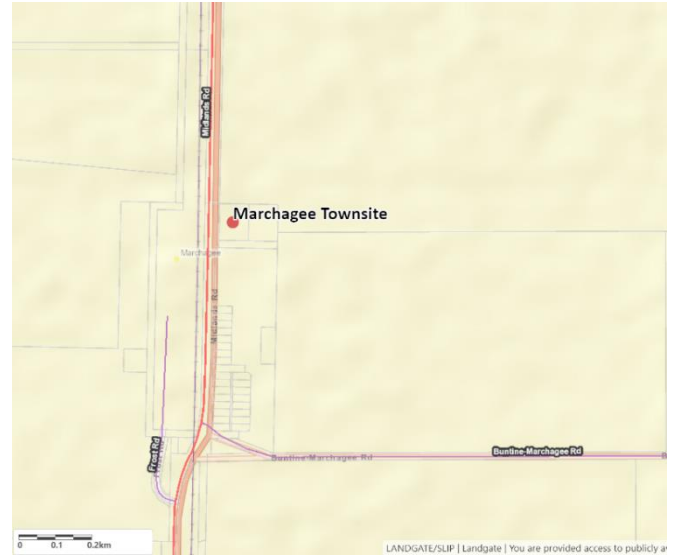 Midlands Rd
Marchagee Townsite
Marchagee
Midlands Rd
Frost Rd
Buntine-Marchagee Rd
Buntine-Marchagee Rd
B
0 0.1 0.2km
LANDGATE/SLIP | Landgate | You are provided access to publicly av